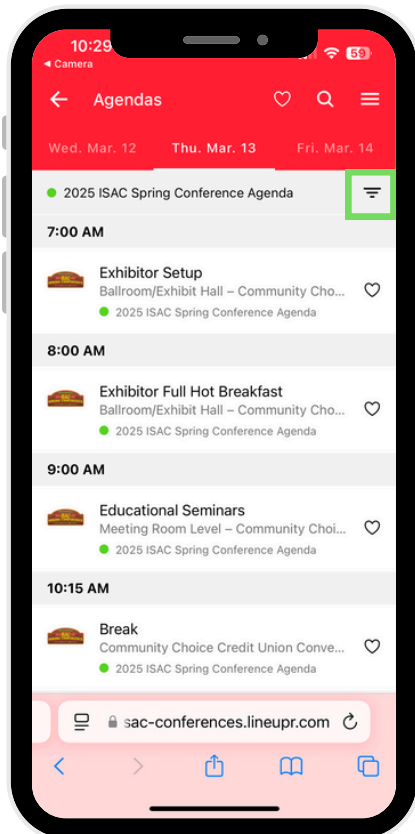 10:29
59
◀ Camera
Agendas
Wed. Mar. 12
Thu. Mar. 13
Fri. Mar. 14
2025 ISAC Spring Conference Agenda
7:00 AM
Exhibitor Setup
Ballroom/Exhibit Hall – Community Cho...
2025 ISAC Spring Conference Agenda
8:00 AM
Exhibitor Full Hot Breakfast
Ballroom/Exhibit Hall – Community Cho...
2025 ISAC Spring Conference Agenda
9:00 AM
Educational Seminars
Meeting Room Level – Community Choi...
2025 ISAC Spring Conference Agenda
10:15 AM
Break
Community Choice Credit Union Conve...
2025 ISAC Spring Conference Agenda
sac-conferences.lineupr.com